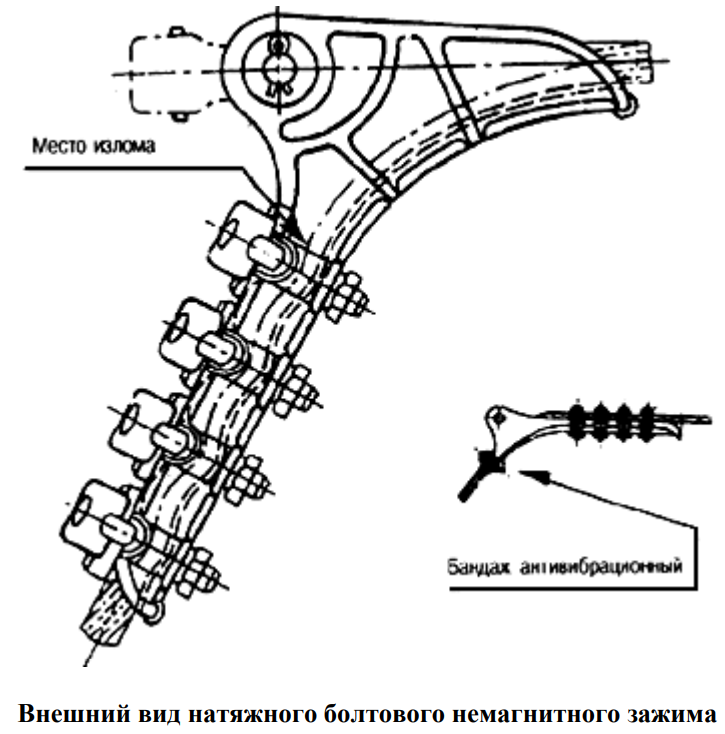 Место излома
Бандаж антивибрационный
Внешний вид натяжного болтового немагнитного зажима